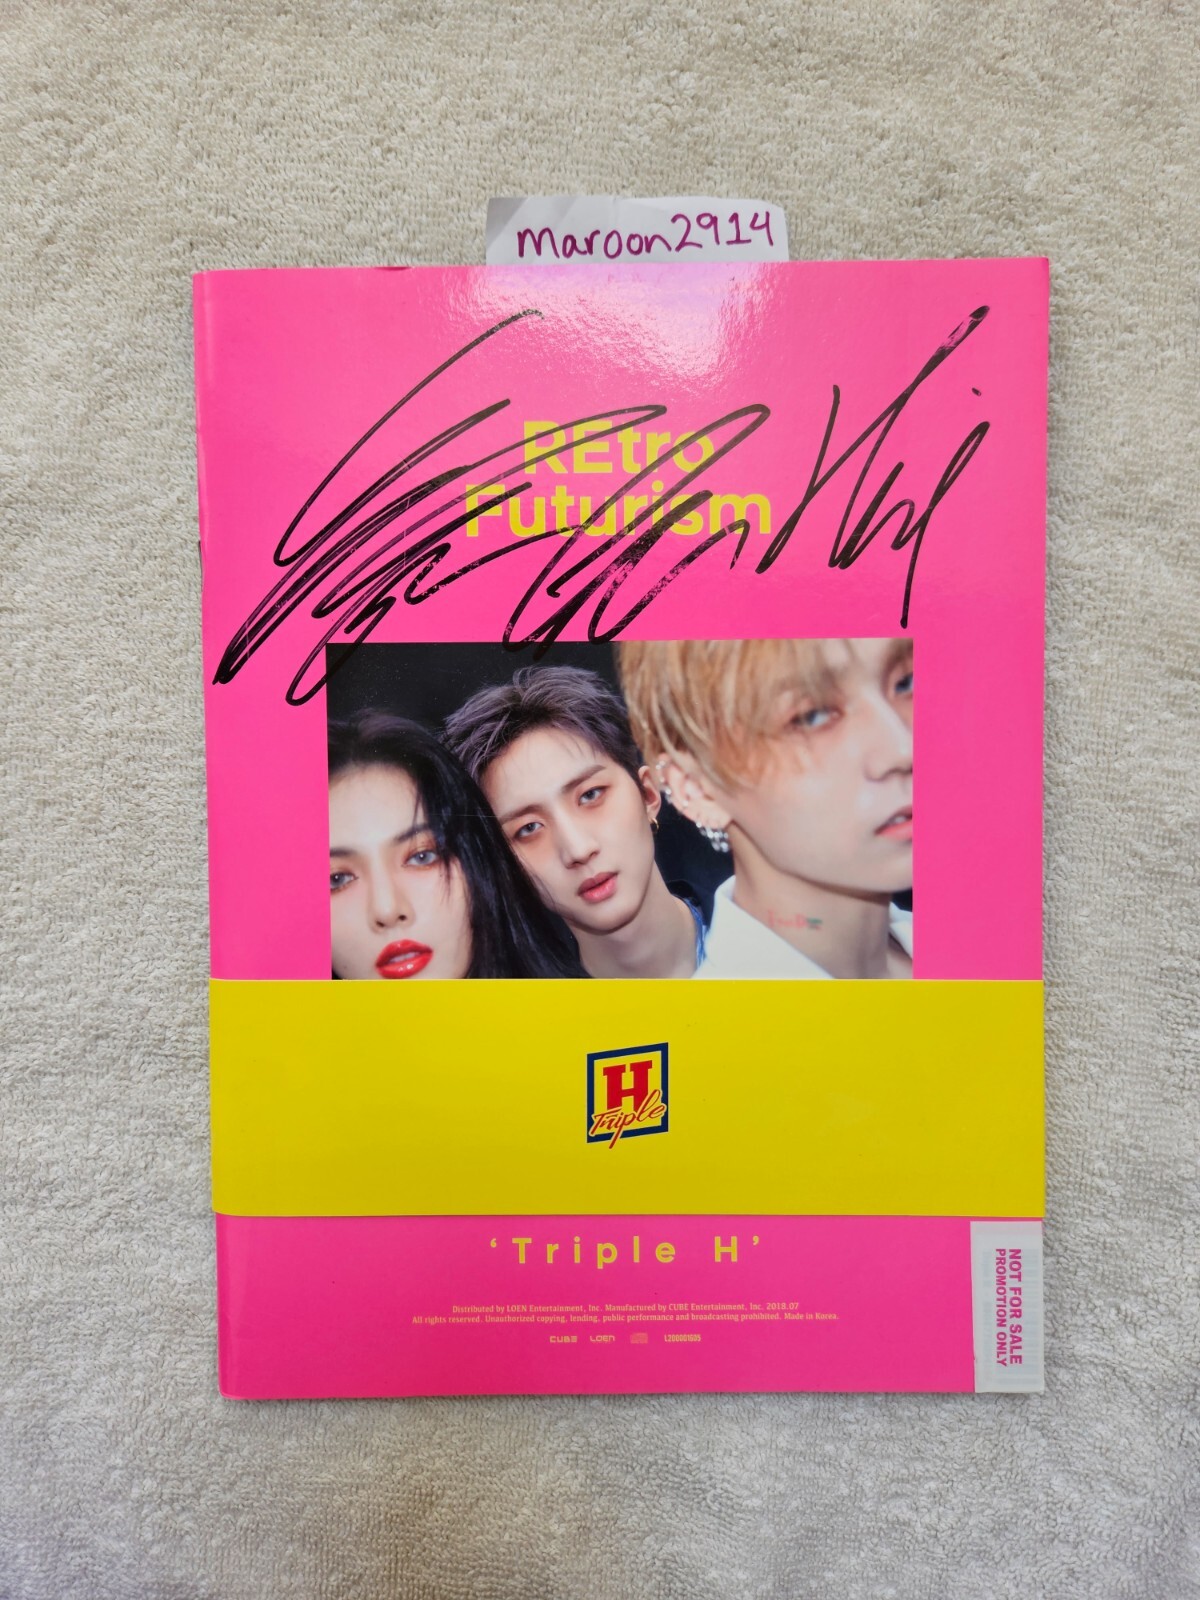 maroon2914
REtro
Futurism
H
Triple
‘Triple H’
Distributed by LOEN Entertainment, Inc. Manufactured by CUBE Entertainment, Inc. 2018.07
All rights reserved. Unauthorized copying, lending, public performance and broadcasting prohibited. Made in Korea.
CUBE LOEN L200001605
NOT FOR SALE
PROMOTION ONLY